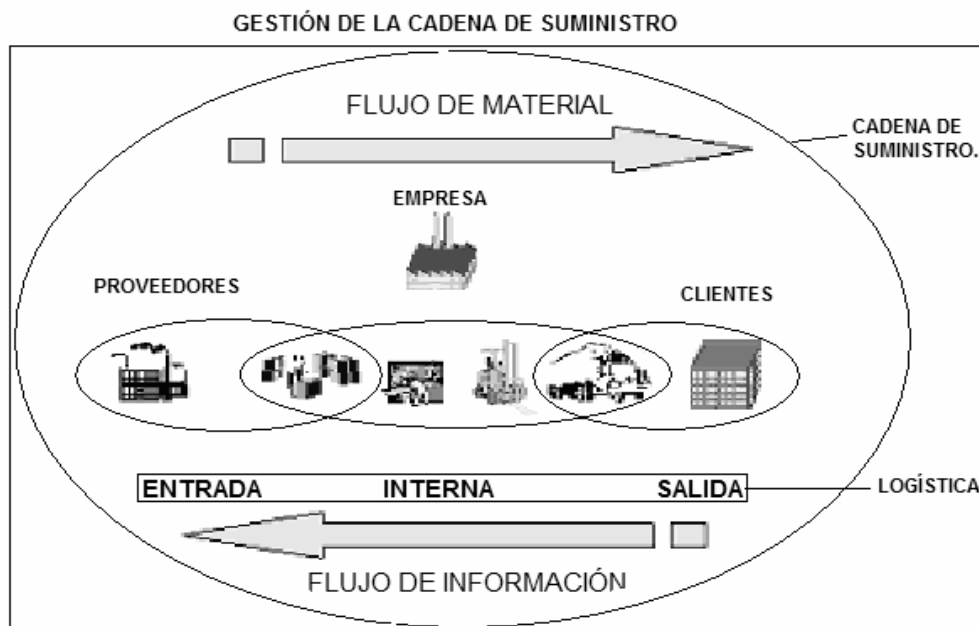 GESTIÓN DE LA CADENA DE SUMINISTRO
FLUJO DE MATERIAL
CADENA DE
SUMINISTRO.
EMPRESA
PROVEEDORES
CLIENTES
ENTRADA INTERNA SALIDA
LOGÍSTICA
FLUJO DE INFORMACIÓN